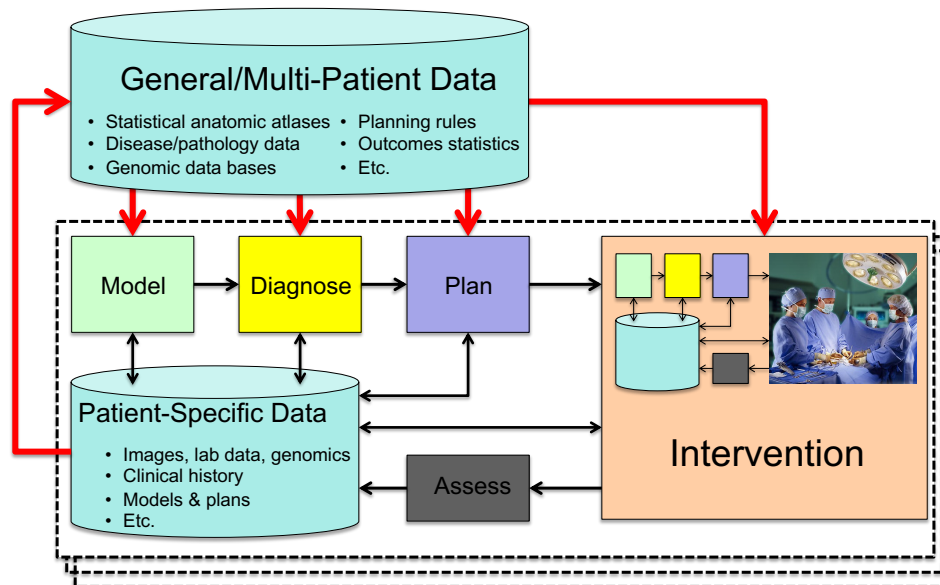 General/Multi-Patient Data
• Statistical anatomic atlases
• Disease/pathology data
• Genomic data bases
• Planning rules
• Outcomes statistics
• Etc.
Model
Diagnose
Plan
Patient-Specific Data
• Images, lab data, genomics
• Clinical history
• Models & plans
• Etc.
Assess
Intervention